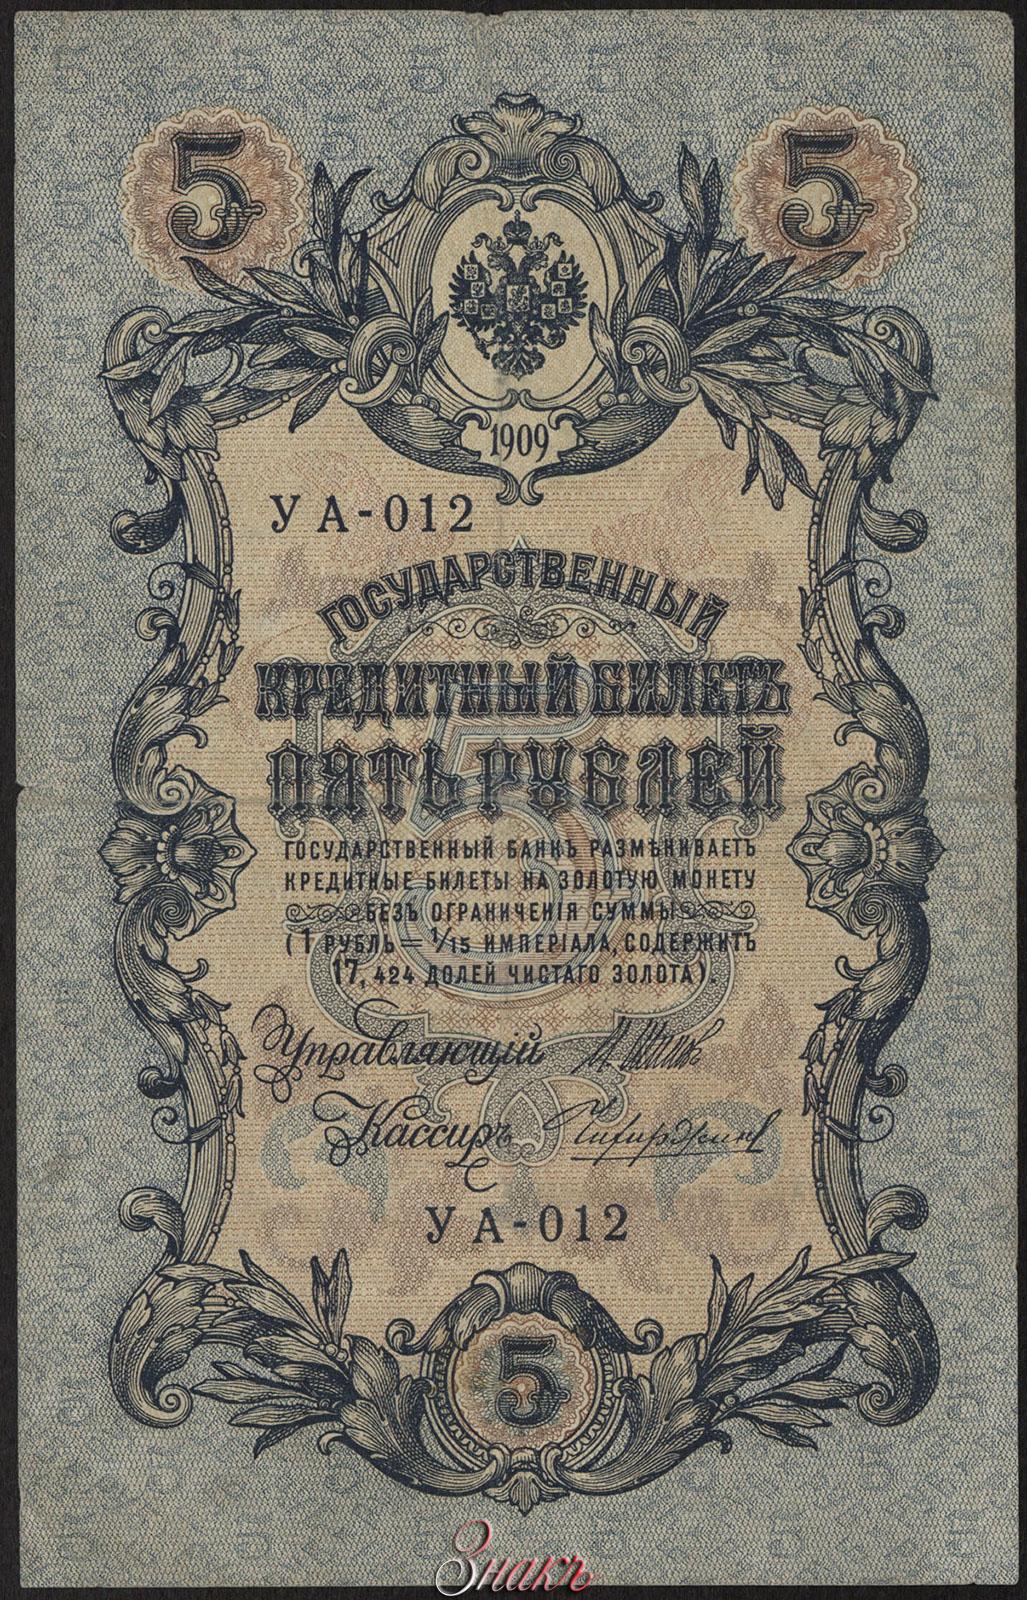 5 5
1909
УА-012
ГОСУДАРСТВЕННЫЙ
КРЕДИТНЫЙ БИЛЕТЪ
ПЯТЬ РУБЛЕЙ
ГОСУДАРСТВЕННЫЙ БАНКЪ РАЗМѢНИВАЕТЪ
КРЕДИТНЫЕ БИЛЕТЫ НА ЗОЛОТУЮ МОНЕТУ
БЕЗЪ ОГРАНИЧЕНІЯ СУММЫ
(1 РУБЛЬ = 1/15 ИМПЕРІАЛА, СОДЕРЖИТЪ
17,424 ДОЛЕЙ ЧИСТАГО ЗОЛОТА).
Управляющій
Кассиръ
УА-012
5
Знакъ